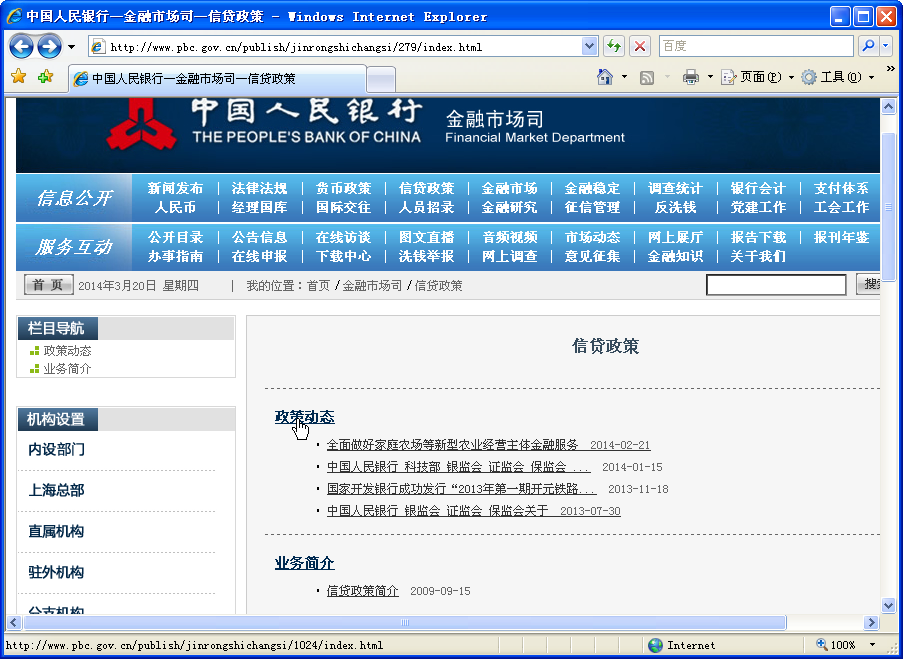 中国人民银行—金融市场司—信贷政策 - Windows Internet Explorer
http://www.pbc.gov.cn/publish/jinrongshichangsi/279/index.html
百度
中国人民银行—金融市场司—信贷政策
页面(P)
工具(O)
中国人民银行 金融市场司
THE PEOPLE'S BANK OF CHINA Financial Market Department
信息公开
新闻发布 | 法律法规 | 货币政策 | 信贷政策 | 金融市场 | 金融稳定 | 调查统计 | 银行会计 | 支付体系
人民币 | 经理国库 | 国际交往 | 人员招录 | 金融研究 | 征信管理 | 反洗钱 | 党建工作 | 工会工作
服务互动
公开目录 | 公告信息 | 在线访谈 | 图文直播 | 音频视频 | 市场动态 | 网上展厅 | 报告下载 | 报刊年鉴
办事指南 | 在线申报 | 下载中心 | 洗钱举报 | 网上调查 | 意见征集 | 金融知识 | 关于我们
首 页 2014年3月20日 星期四 | 我的位置：首页 / 金融市场司 / 信贷政策
栏目导航
政策动态
业务简介
机构设置
内设部门
上海总部
直属机构
驻外机构
分支机构
信贷政策
政策动态
· 全面做好家庭农场等新型农业经营主体金融服务 2014-02-21
· 中国人民银行 科技部 银监会 证监会 保监会 ... 2014-01-15
· 国家开发银行成功发行“2013年第一期开元铁路... 2013-11-18
· 中国人民银行 银监会 证监会 保监会关于 2013-07-30
业务简介
· 信贷政策简介 2009-09-15
http://www.pbc.gov.cn/publish/jinrongshichangsi/1024/index.html
Internet
100%